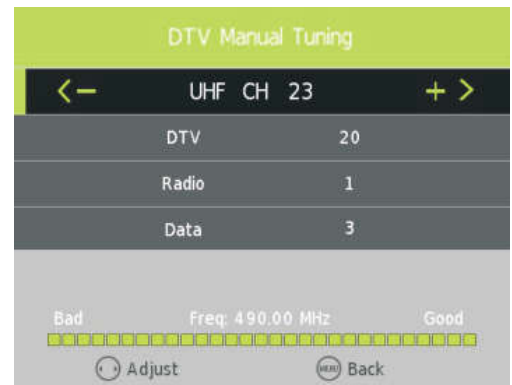 DTV Manual Tuning
<− UHF CH 23 +>
DTV 20
Radio 1
Data 3
Bad Freq: 490.00 MHz Good
Adjust MENU Back